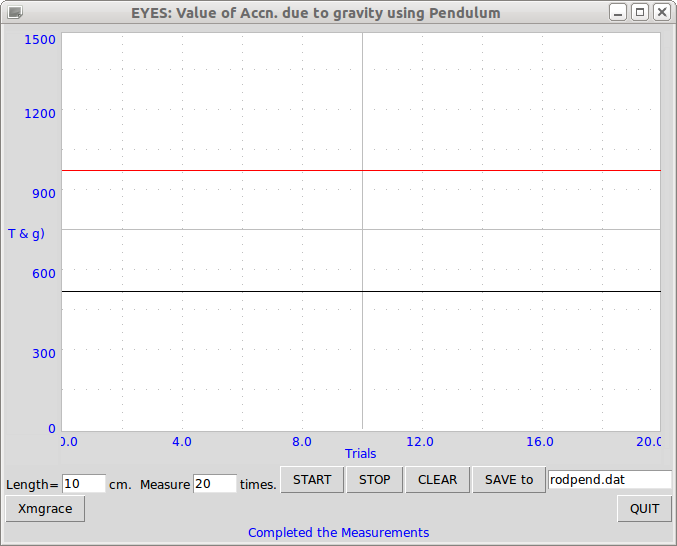 EYES: Value of Accn. due to gravity using Pendulum
1500
1200
900
T & g)
600
300
0
0.0 4.0 8.0 12.0 16.0 20.0
Trials
Length= 10 cm. Measure 20 times. START STOP CLEAR SAVE to rodpend.dat
Xmgrace QUIT
Completed the Measurements